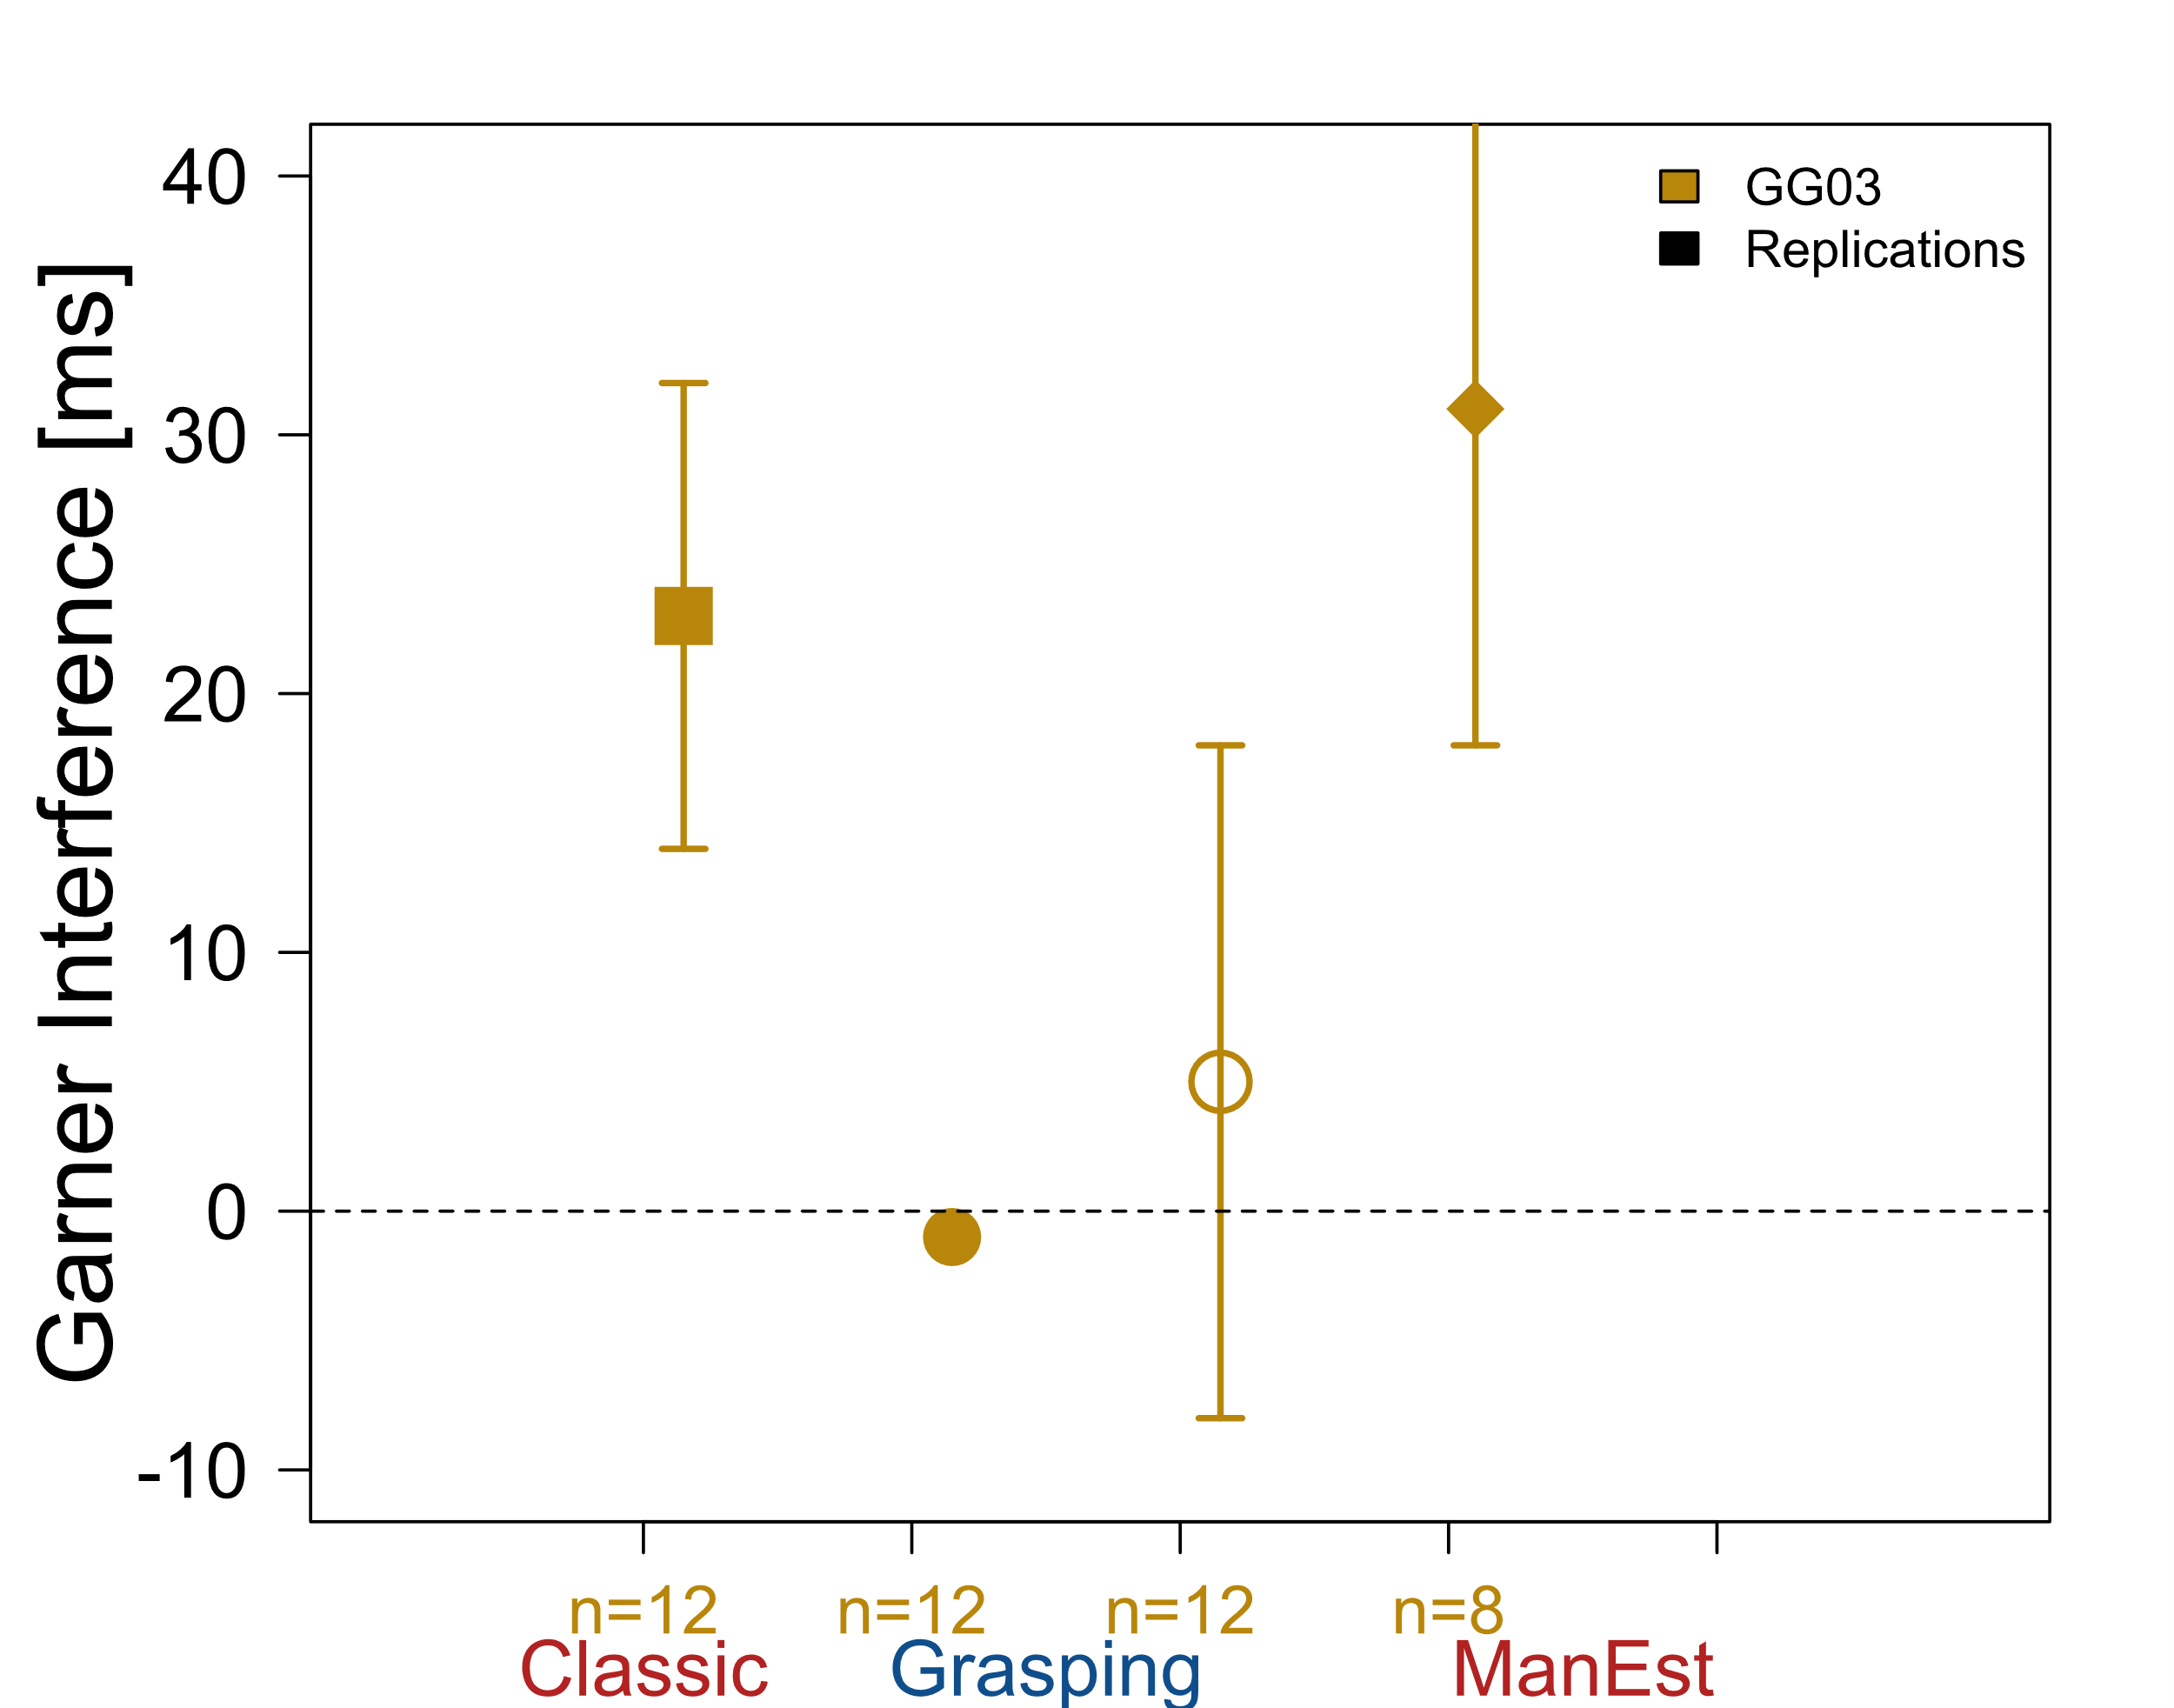 Garner Interference [ms]
40
30
20
10
0
-10
GG03
Replications
n=12 n=12 n=12 n=8
Classic Grasping ManEst